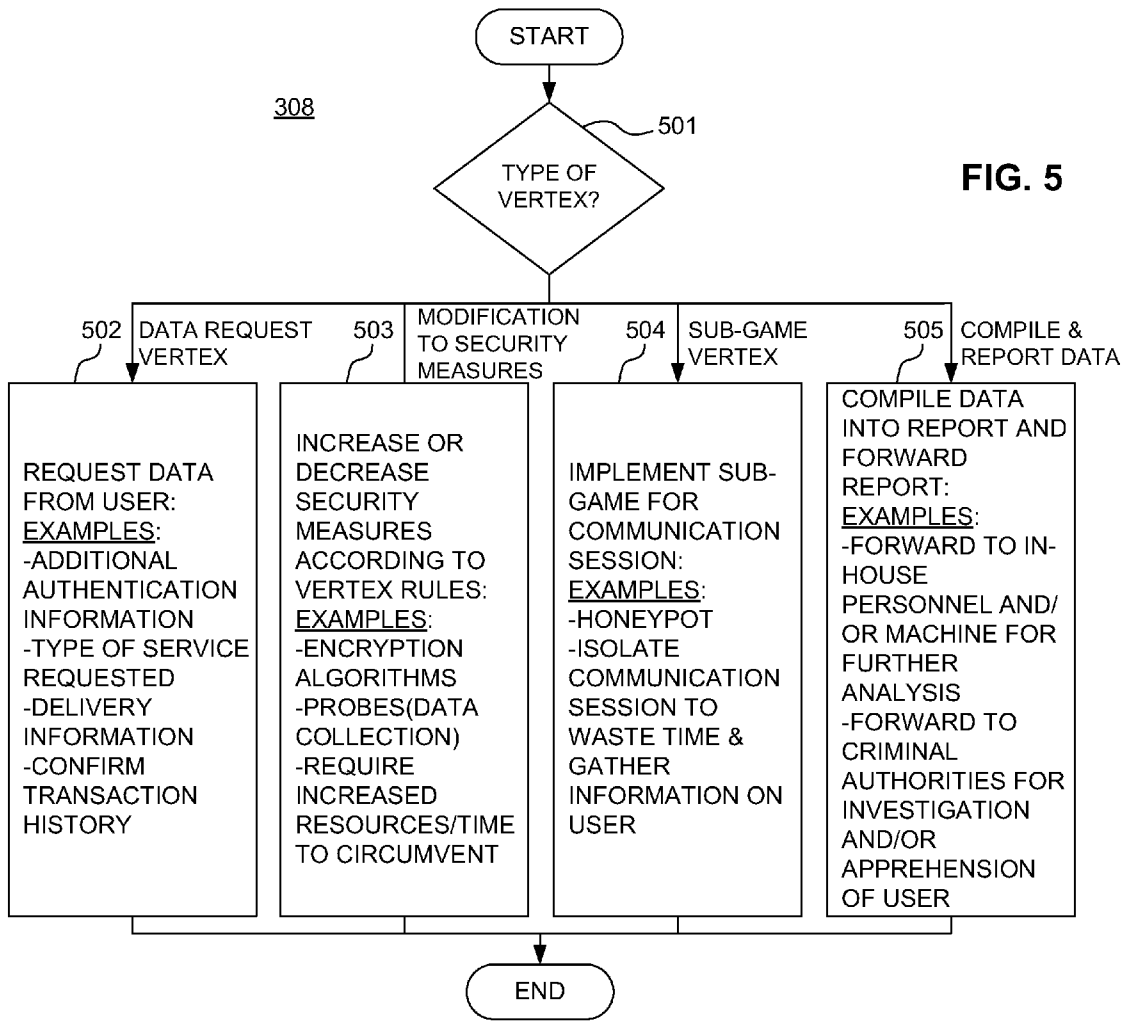 START
308
501
TYPE OF
VERTEX?
FIG. 5
502
DATA REQUEST
VERTEX
503
MODIFICATION
TO SECURITY
MEASURES
504
SUB-GAME
VERTEX
505
COMPILE &
REPORT DATA
REQUEST DATA
FROM USER:
EXAMPLES:
-ADDITIONAL
AUTHENTICATION
INFORMATION
-TYPE OF SERVICE
REQUESTED
-DELIVERY
INFORMATION
-CONFIRM
TRANSACTION
HISTORY
INCREASE OR
DECREASE
SECURITY
MEASURES
ACCORDING TO
VERTEX RULES:
EXAMPLES:
-ENCRYPTION
ALGORITHMS
-PROBES(DATA
COLLECTION)
-REQUIRE
INCREASED
RESOURCES/TIME
TO CIRCUMVENT
IMPLEMENT SUB-
GAME FOR
COMMUNICATION
SESSION:
EXAMPLES:
-HONEYPOT
-ISOLATE
COMMUNICATION
SESSION TO
WASTE TIME &
GATHER
INFORMATION ON
USER
COMPILE DATA
INTO REPORT AND
FORWARD
REPORT:
EXAMPLES:
-FORWARD TO IN-
HOUSE
PERSONNEL AND/
OR MACHINE FOR
FURTHER
ANALYSIS
-FORWARD TO
CRIMINAL
AUTHORITIES FOR
INVESTIGATION
AND/OR
APPREHENSION
OF USER
END